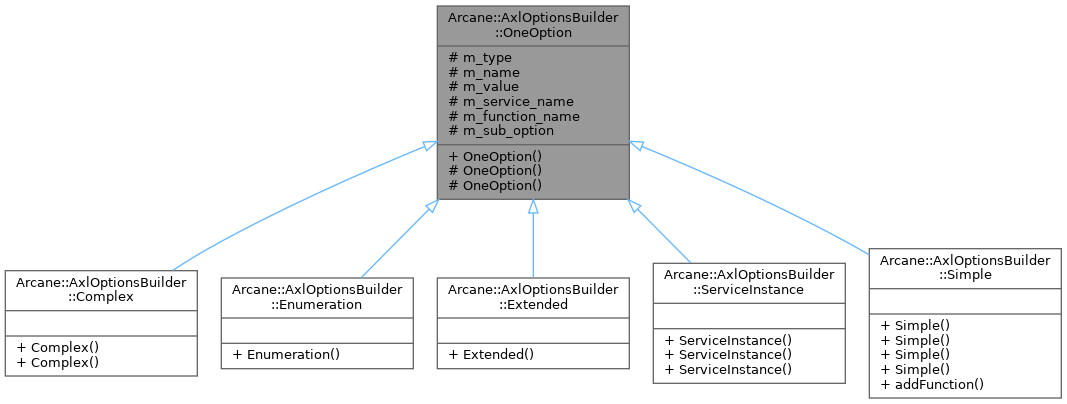 Arcane::AxlOptionsBuilder
::OneOption
# m_type
# m_name
# m_value
# m_service_name
# m_function_name
# m_sub_option
+ OneOption()
# OneOption()
# OneOption()
Arcane::AxlOptionsBuilder
::Complex
+ Complex()
+ Complex()
Arcane::AxlOptionsBuilder
::Enumeration
+ Enumeration()
Arcane::AxlOptionsBuilder
::Extended
+ Extended()
Arcane::AxlOptionsBuilder
::ServiceInstance
+ ServiceInstance()
+ ServiceInstance()
+ ServiceInstance()
Arcane::AxlOptionsBuilder
::Simple
+ Simple()
+ Simple()
+ Simple()
+ Simple()
+ addFunction()